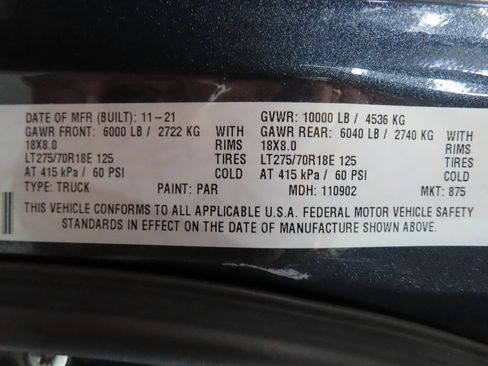 DATE OF MFR (BUILT): 11-21 GVWR: 10000 LB / 4536 KG
GAWR FRONT: 6000 LB / 2722 KG WITH GAWR REAR: 6040 LB / 2740 KG WITH
18X8.0 RIMS 18X8.0 RIMS
LT275/70R18E 125 TIRES LT275/70R18E 125 TIRES
AT 415 kPa / 60 PSI COLD AT 415 kPa / 60 PSI COLD
TYPE: TRUCK PAINT: PAR MDH: 110902 MKT: 875
THIS VEHICLE CONFORMS TO ALL APPLICABLE U.S.A. FEDERAL MOTOR VEHICLE SAFETY
STANDARDS IN EFFECT ON THE DATE OF MANUFACTURE SHOWN ABOVE.